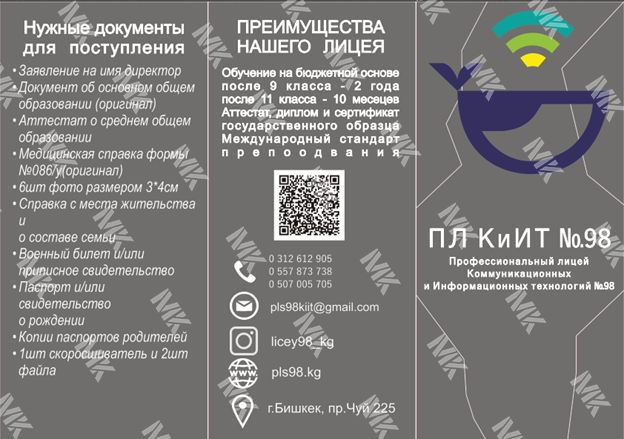 Нужные документы
для поступления
• Заявление на имя директор
• Документ об основном общем
образовании (оригинал)
• Аттестат о среднем общем
образовании
• Медицинская справка формы
№086/у(оригинал)
• 6шт фото размером 3*4см
• Справка с места жительства
и
о составе семьи
• Военный билет и/или
приписное свидетельство
• Паспорт и/или
свидетельство
о рождении
• Копии паспортов родителей
• 1шт скоросшиватель и 2шт
файла
ПРЕИМУЩЕСТВА
НАШЕГО ЛИЦЕЯ
Обучение на бюджетной основе
после 9 класса - 2 года
после 11 класса - 10 месецев
Аттестат, диплом и сертификат
государственного образца
Международный стандарт
препоодвания
0 312 612 905
0 557 873 738
0 507 005 705
pls98kiit@gmail.com
licey98_kg
www
pls98.kg
г.Бишкек, пр.Чуй 225
ПЛ КиИТ №.98
Профессиональный лицей
Коммуникационных
и Информационных технологий №98